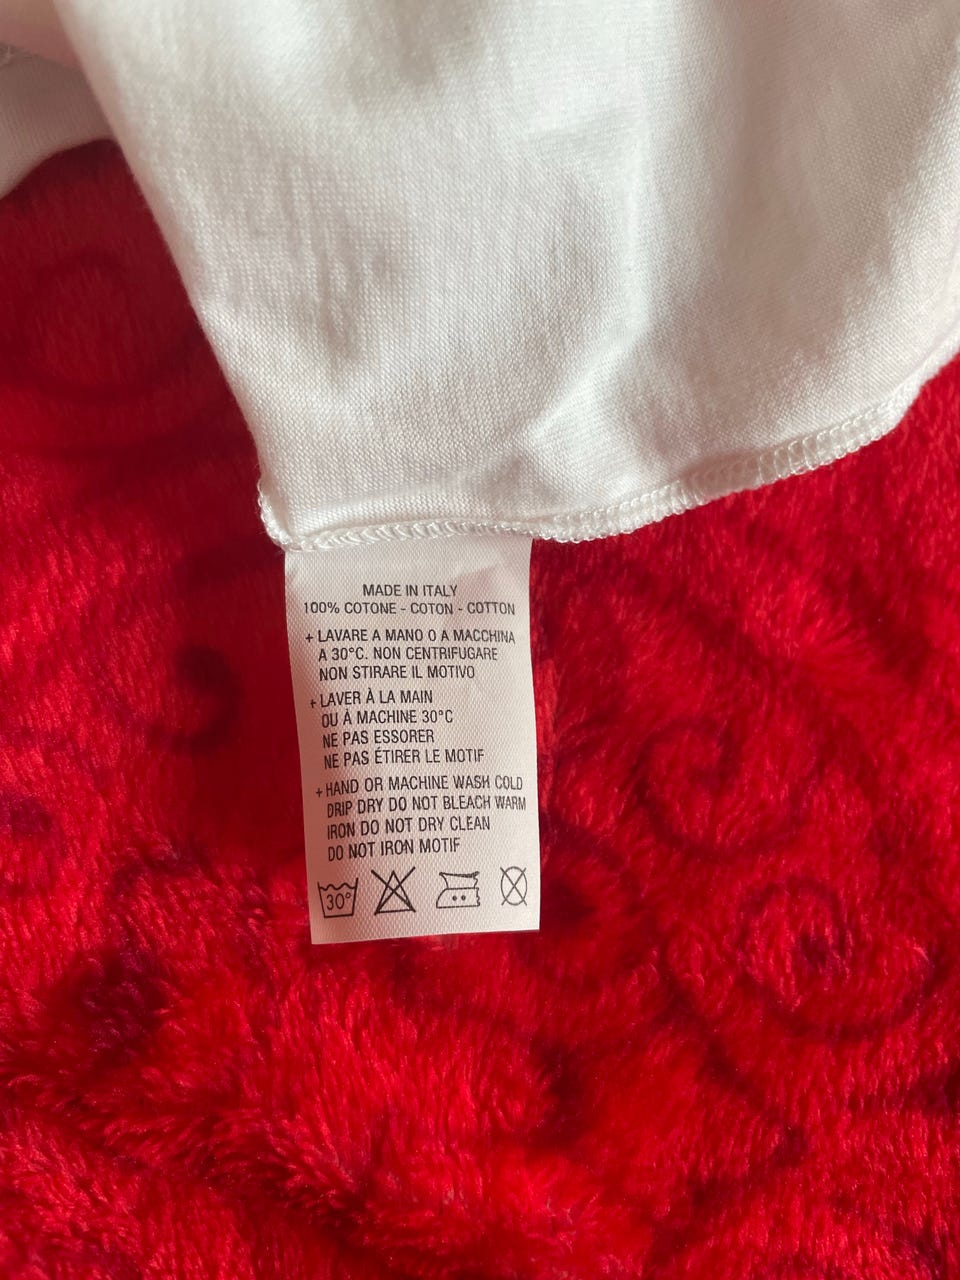 MADE IN ITALY
100% COTONE - COTON - COTTON
+ LAVARE A MANO O A MACCHINA
A 30°C. NON CENTRIFUGARE
NON STIRARE IL MOTIVO
+ LAVER À LA MAIN
OU À MACHINE 30°C
NE PAS ESSORER
NE PAS ÉTIRER LE MOTIF
+ HAND OR MACHINE WASH COLD
DRIP DRY DO NOT BLEACH WARM
IRON DO NOT DRY CLEAN
DO NOT IRON MOTIF
30°